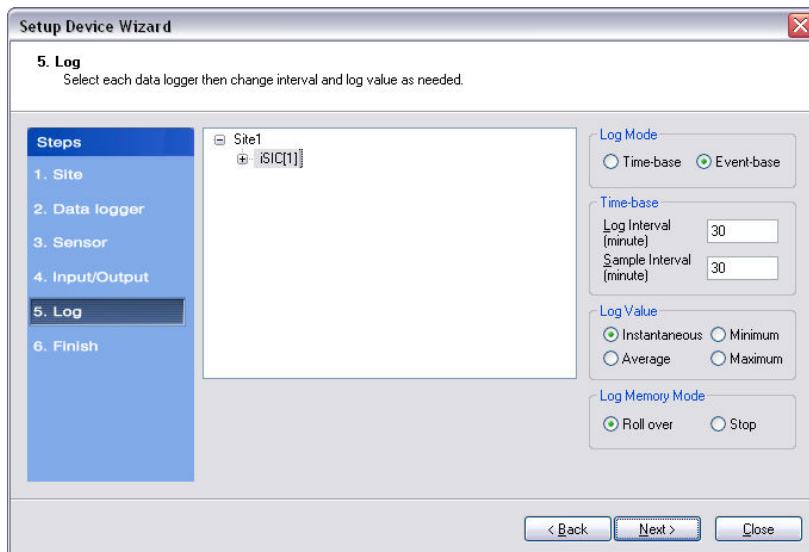 Setup Device Wizard
5. Log
Select each data logger then change interval and log value as needed.
Steps
1. Site
2. Data logger
3. Sensor
4. Input/Output
5. Log
6. Finish
Site1
iSIC[1]
Log Mode
Time-base Event-base
Time-base
Log Interval
(minute)
30
Sample Interval
(minute)
30
Log Value
Instantaneous Minimum
Average Maximum
Log Memory Mode
Roll over Stop
< Back Next > Close